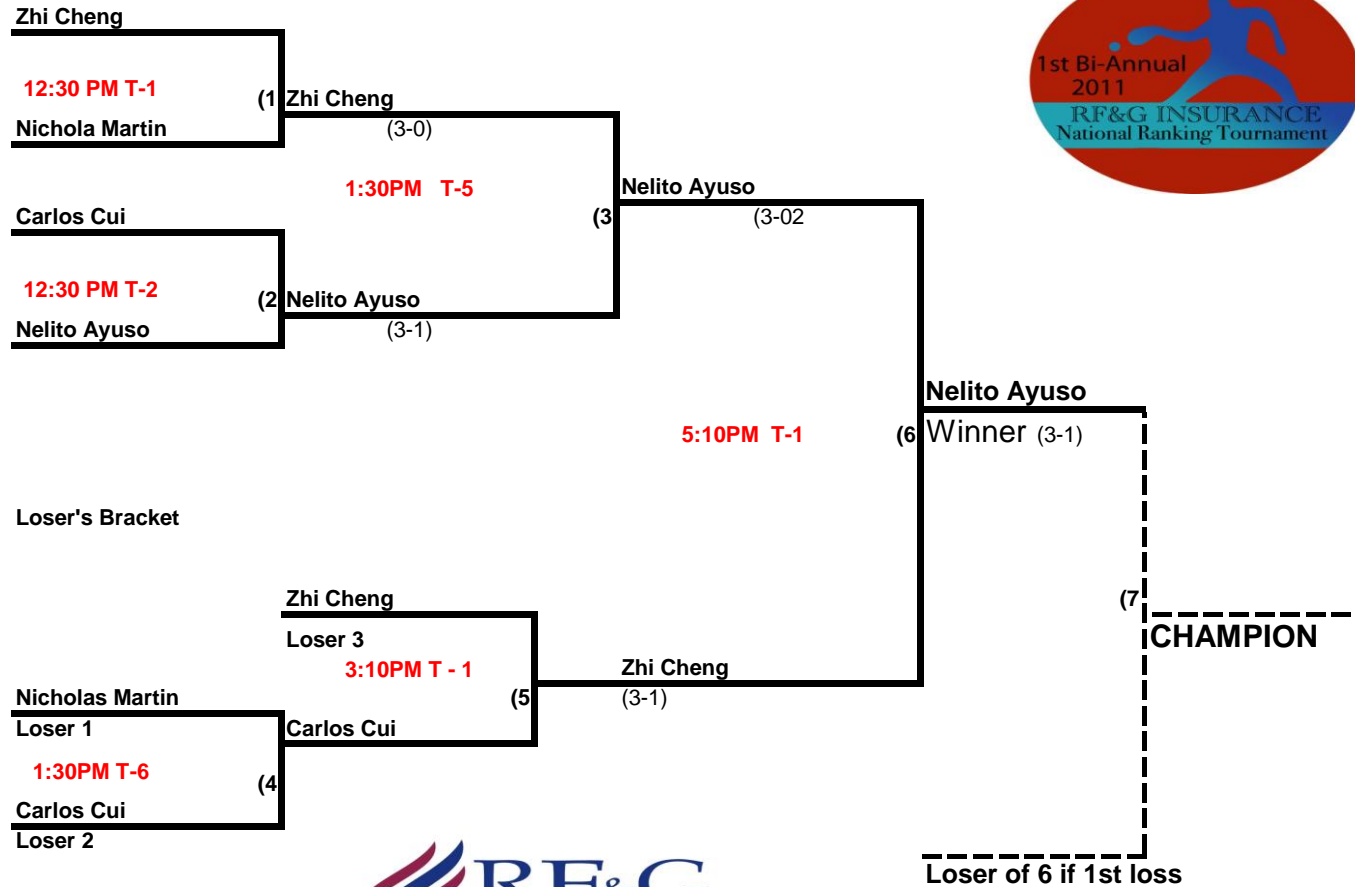 Zhi Cheng
1st Bi-Annual
2011
RF&G INSURANCE
National Ranking Tournament
12:30 PM T-1
(1 Zhi Cheng
Nichola Martin
(3-0)
1:30PM T-5
Nelito Ayuso
Carlos Cui
(3
(3-02
12:30 PM T-2
(2 Nelito Ayuso
Nelito Ayuso
(3-1)
Nelito Ayuso
5:10PM T-1
(6 Winner (3-1)
Loser's Bracket
Zhi Cheng
(7
Loser 3
CHAMPION
3:10PM T - 1
Zhi Cheng
Nicholas Martin
(5
(3-1)
Loser 1
Carlos Cui
1:30PM T-6
(4
Carlos Cui
Loser 2
RF&G
Loser of 6 if 1st loss